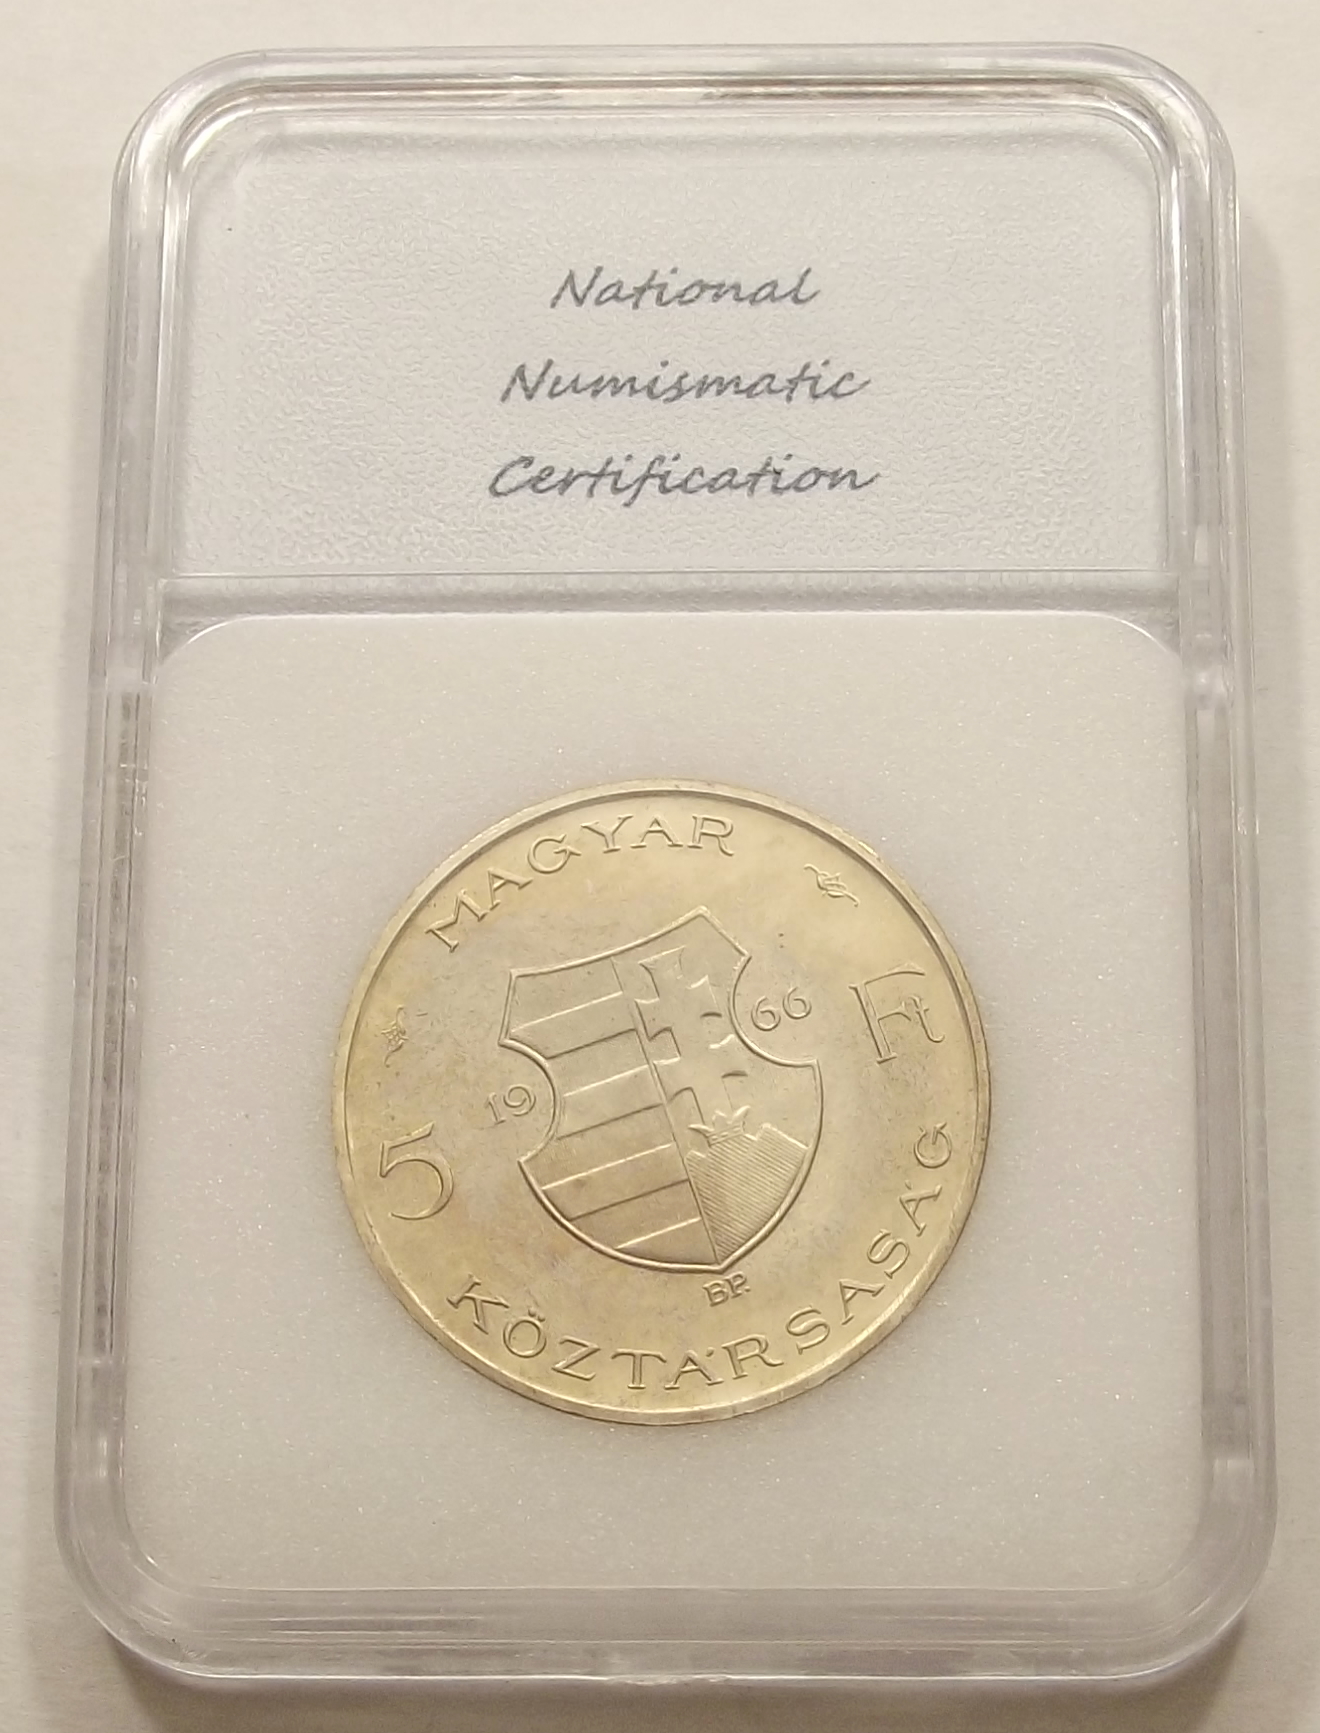 National
Numismatic
Certification
MAGYAR
19 66
5 Ft
BP.
KÖZTÁRSASÁG